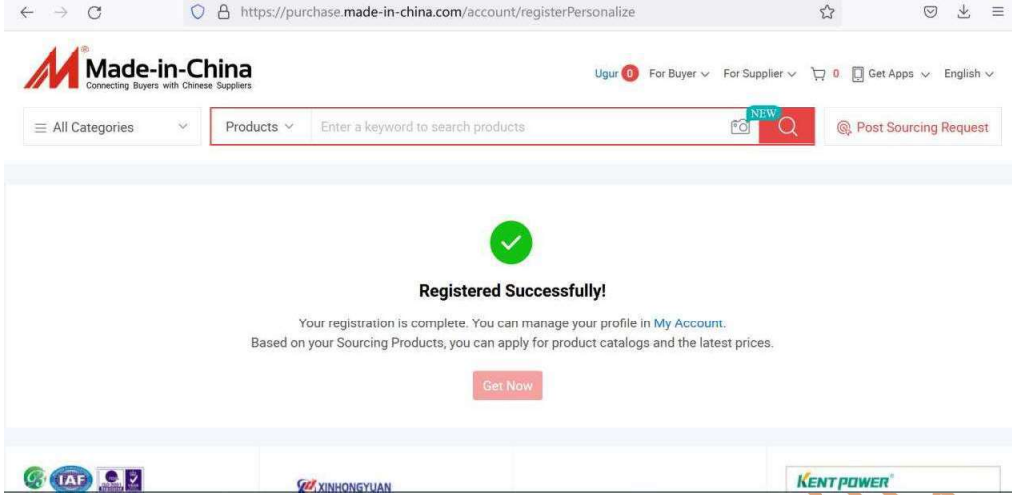 https://purchase.made-in-china.com/account/registerPersonalize
Made-in-China
Connecting Buyers with Chinese Suppliers
Ugur 0 For Buyer For Supplier 0 Get Apps English
All Categories Products Enter a keyword to search products NEW Post Sourcing Request
Registered Successfully!
Your registration is complete. You can manage your profile in My Account.
Based on your Sourcing Products, you can apply for product catalogs and the latest prices.
Get Now
IAF XINHONGYUAN KENTPOWER